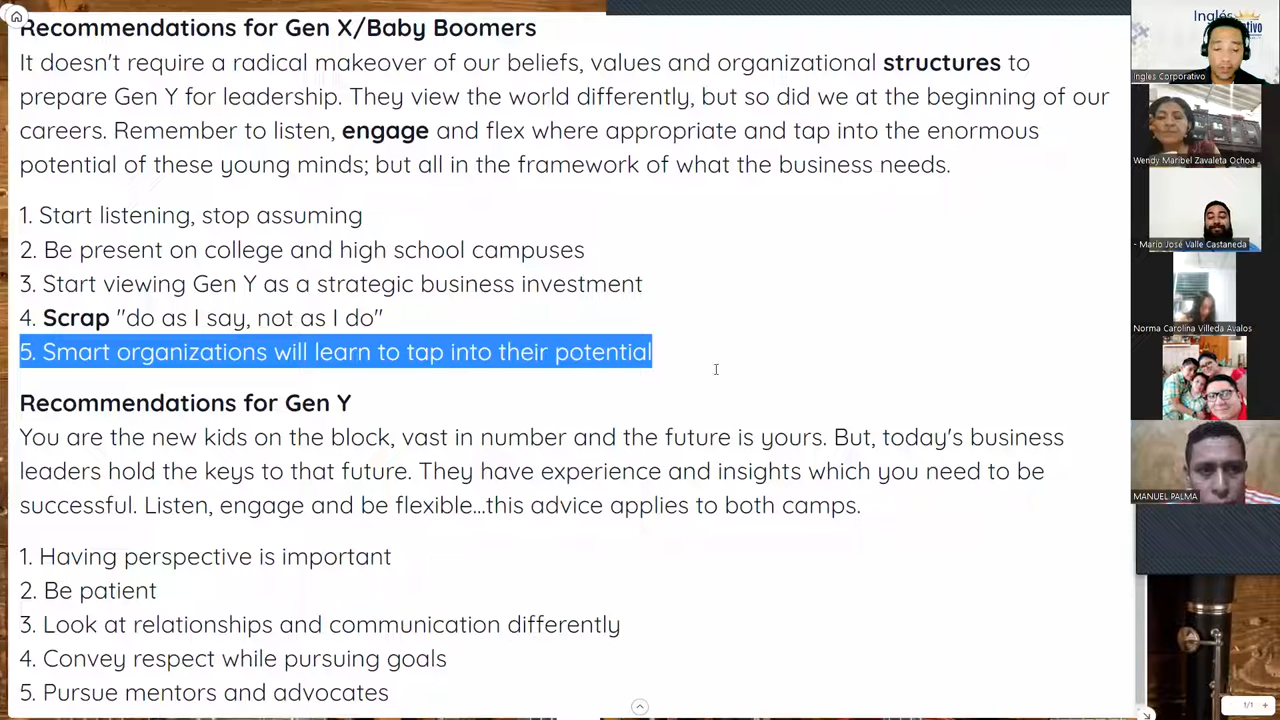 Recommendations for Gen X/Baby Boomers
It doesn't require a radical makeover of our beliefs, values and organizational structures to
prepare Gen Y for leadership. They view the world differently, but so did we at the beginning of our
careers. Remember to listen, engage and flex where appropriate and tap into the enormous
potential of these young minds; but all in the framework of what the business needs.
1. Start listening, stop assuming
2. Be present on college and high school campuses
3. Start viewing Gen Y as a strategic business investment
4. Scrap "do as I say, not as I do"
5. Smart organizations will learn to tap into their potential
Recommendations for Gen Y
You are the new kids on the block, vast in number and the future is yours. But, today's business
leaders hold the keys to that future. They have experience and insights which you need to be
successful. Listen, engage and be flexible...this advice applies to both camps.
1. Having perspective is important
2. Be patient
3. Look at relationships and communication differently
4. Convey respect while pursuing goals
5. Pursue mentors and advocates
Inglés
Ingles Corporativo
Wendy Maribel Zavaleta Ochoa
- Mario José Valle Castaneda
Norma Carolina Villeda Avalos
MANUEL PALMA
1/1